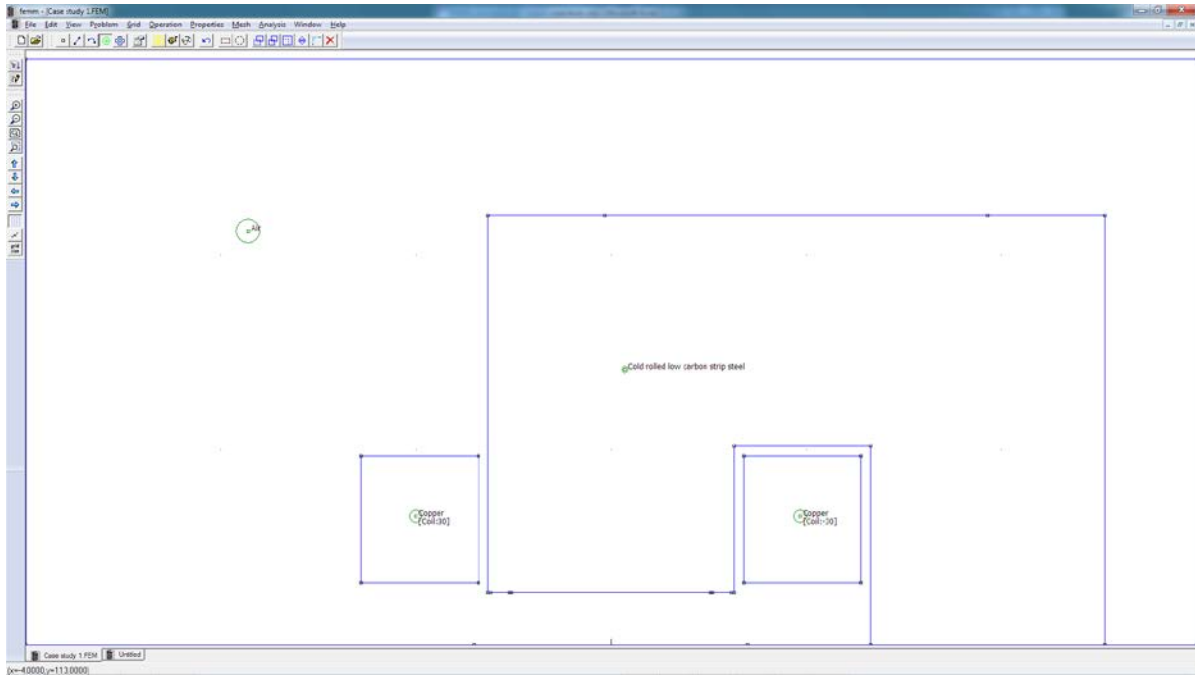 femm - [Case study 1.FEM]
File Edit View Problem Grid Operation Properties Mesh Analysis Window Help
Air
Cold rolled low carbon strip steel
Copper
[Coil:30]
Copper
[Coil:-30]
Case study 1.FEM Untitled
(x=-4.0000,y=113.0000)